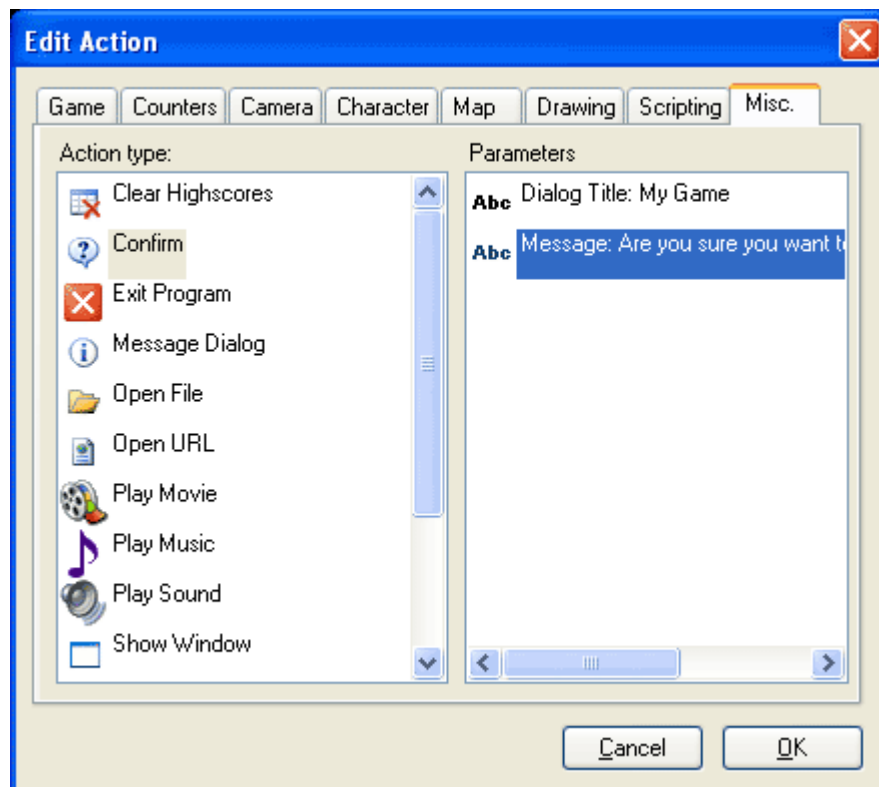 Edit Action
Game Counters Camera Character Map Drawing Scripting Misc.
Action type:
Clear Highscores
Confirm
Exit Program
Message Dialog
Open File
Open URL
Play Movie
Play Music
Play Sound
Show Window
Parameters
Abc Dialog Title: My Game
Abc Message: Are you sure you want
Cancel OK